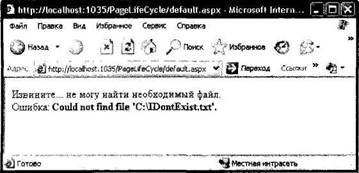 http://localhost:1035/PageLifeCycle/default.aspx - Microsoft Intern...
Файл Правка Вид Избранное Сервис Справка
Назад Поиск Избранное
Адрес: http://localhost:1035/PageLifeCycle/default.aspx Переход Ссылки »
Извините... не могу найти необходимый файл.
Ошибка: Could not find file 'C:\IDontExist.txt'.
Готово Местная интрасеть